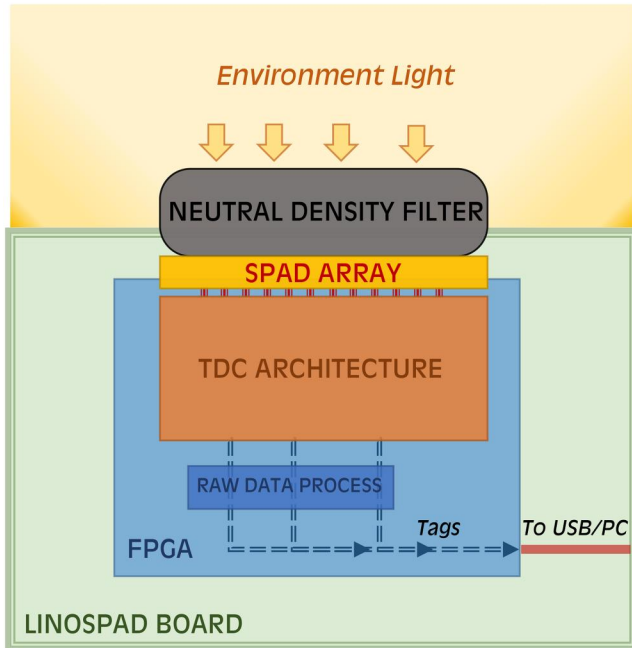 Environment Light
NEUTRAL DENSITY FILTER
SPAD ARRAY
TDC ARCHITECTURE
RAW DATA PROCESS
Tags
To USB/PC
FPGA
LINOSPAD BOARD